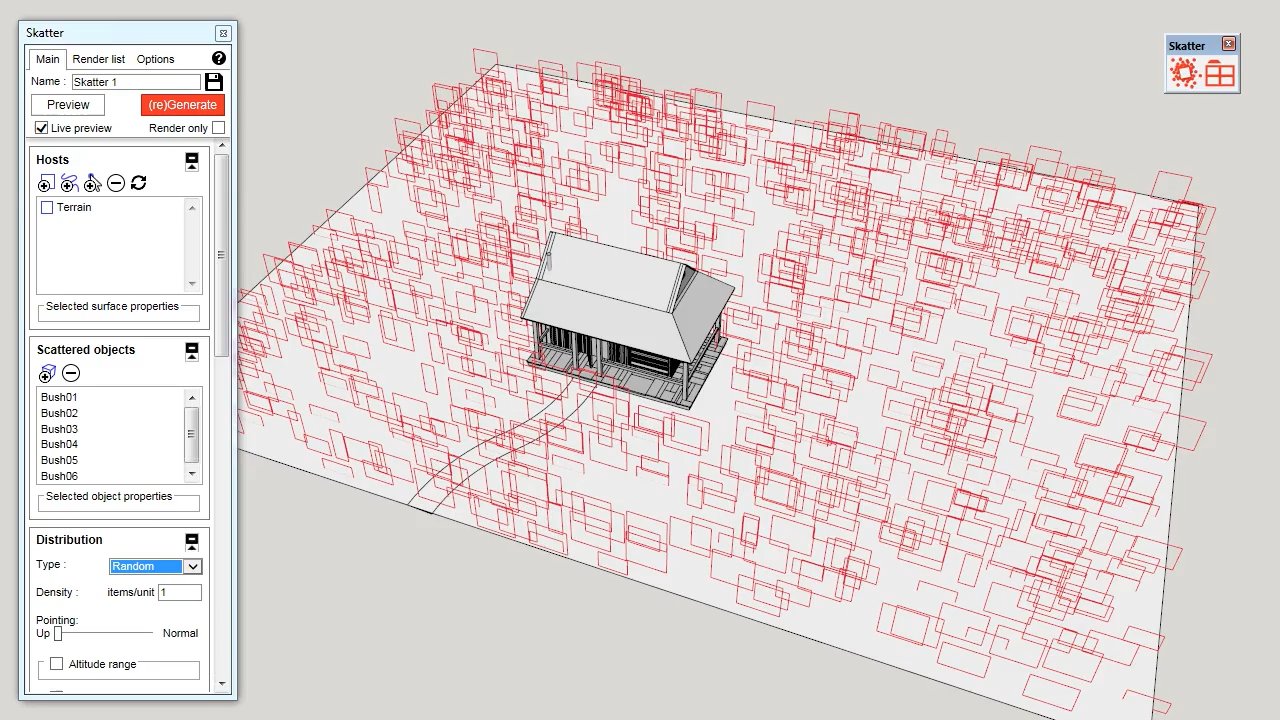 Skatter
Main Render list Options
Name : Skatter 1
Preview (re)Generate
Live preview Render only
Hosts
Terrain
Selected surface properties
Scattered objects
Bush01
Bush02
Bush03
Bush04
Bush05
Bush06
Selected object properties
Distribution
Type : Random
Density : items/unit 1
Pointing:
Up Normal
Altitude range
Skatter